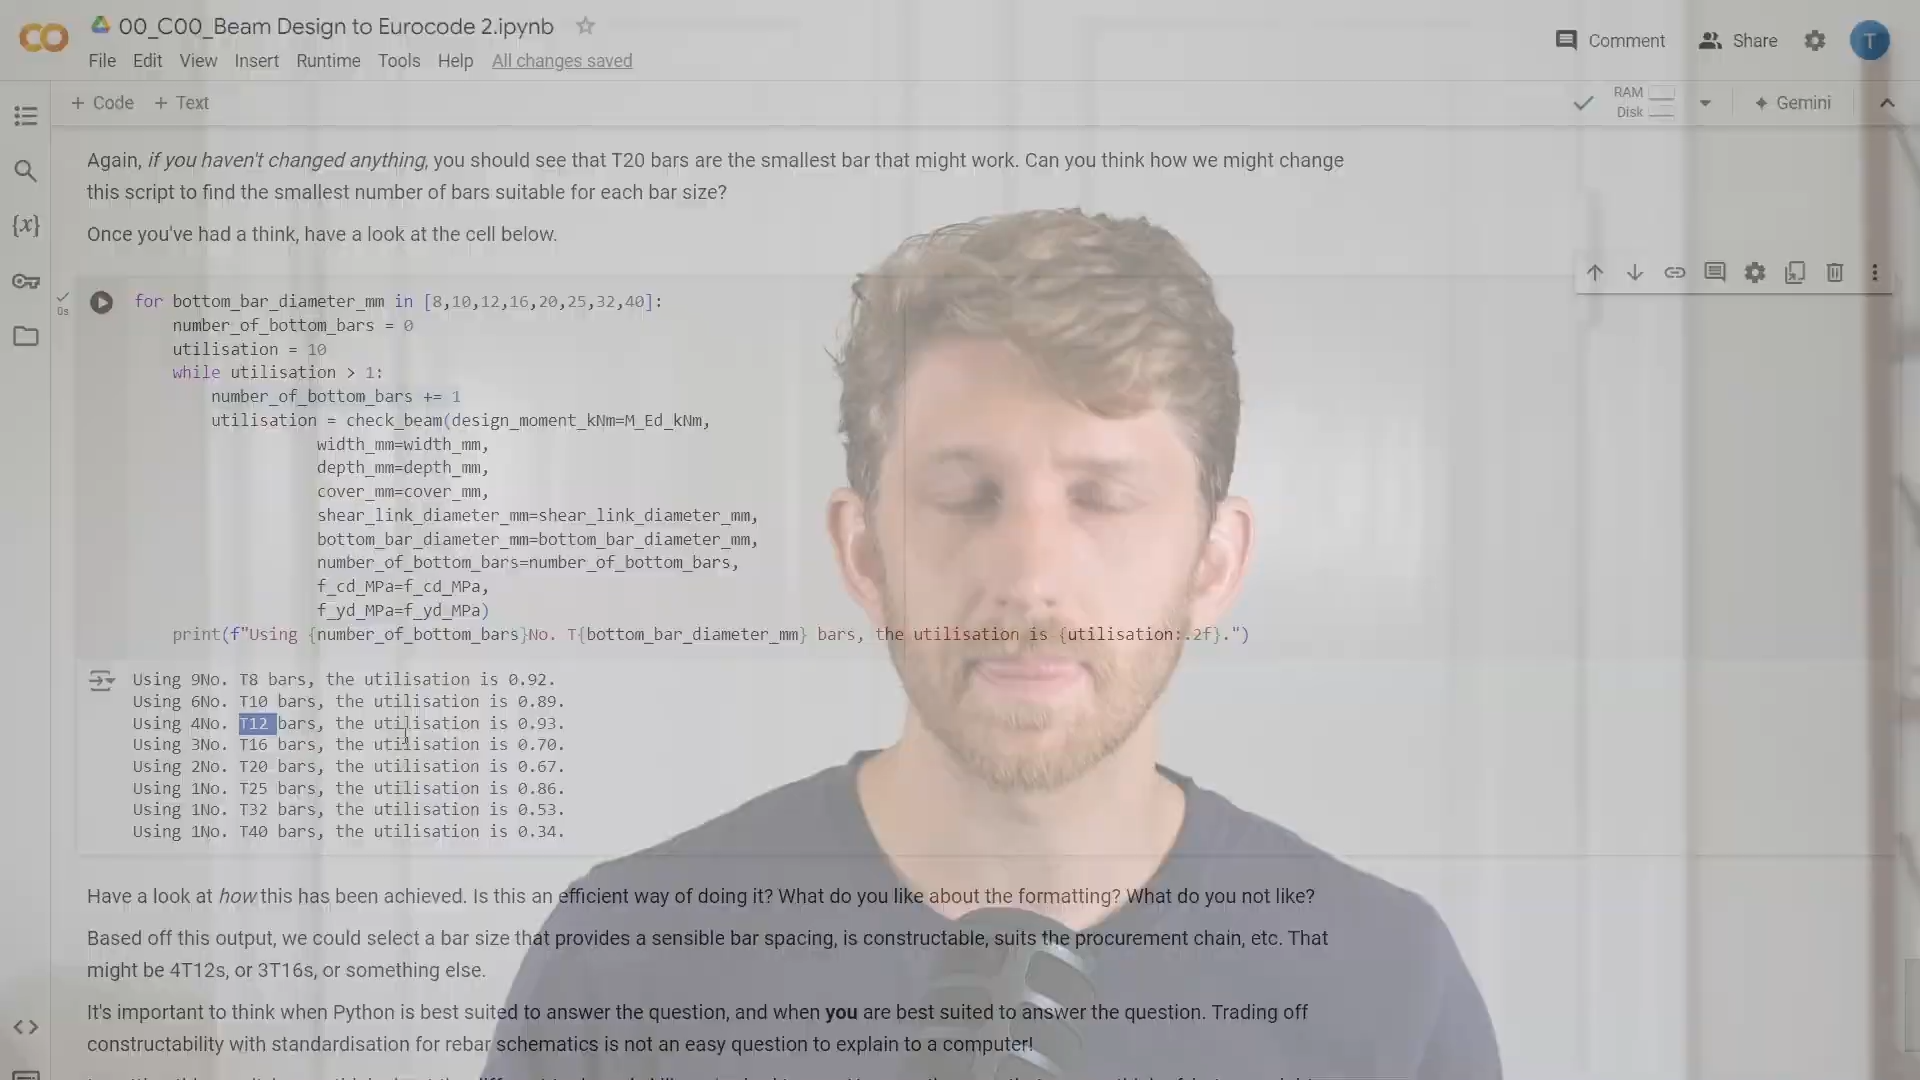 00_C00_Beam Design to Eurocode 2.ipynb
File Edit View Insert Runtime Tools Help All changes saved
Comment Share T
+ Code + Text
RAM
Disk
Gemini
Again, if you haven't changed anything, you should see that T20 bars are the smallest bar that might work. Can you think how we might change
this script to find the smallest number of bars suitable for each bar size?
Once you've had a think, have a look at the cell below.
0s
for bottom_bar_diameter_mm in [8,10,12,16,20,25,32,40]:
number_of_bottom_bars = 0
utilisation = 10
while utilisation > 1:
number_of_bottom_bars += 1
utilisation = check_beam(design_moment_kNm=M_Ed_kNm,
width_mm=width_mm,
depth_mm=depth_mm,
cover_mm=cover_mm,
shear_link_diameter_mm=shear_link_diameter_mm,
bottom_bar_diameter_mm=bottom_bar_diameter_mm,
number_of_bottom_bars=number_of_bottom_bars,
f_cd_MPa=f_cd_MPa,
f_yd_MPa=f_yd_MPa)
print(f"Using {number_of_bottom_bars}No. T{bottom_bar_diameter_mm} bars, the utilisation is {utilisation:.2f}.")
Using 9No. T8 bars, the utilisation is 0.92.
Using 6No. T10 bars, the utilisation is 0.89.
Using 4No. T12 bars, the utilisation is 0.93.
Using 3No. T16 bars, the utilisation is 0.70.
Using 2No. T20 bars, the utilisation is 0.67.
Using 1No. T25 bars, the utilisation is 0.86.
Using 1No. T32 bars, the utilisation is 0.53.
Using 1No. T40 bars, the utilisation is 0.34.
Have a look at how this has been achieved. Is this an efficient way of doing it? What do you like about the formatting? What do you not like?
Based off this output, we could select a bar size that provides a sensible bar spacing, is constructable, suits the procurement chain, etc. That
might be 4T12s, or 3T16s, or something else.
It's important to think when Python is best suited to answer the question, and when you are best suited to answer the question. Trading off
constructability with standardisation for rebar schematics is not an easy question to explain to a computer!